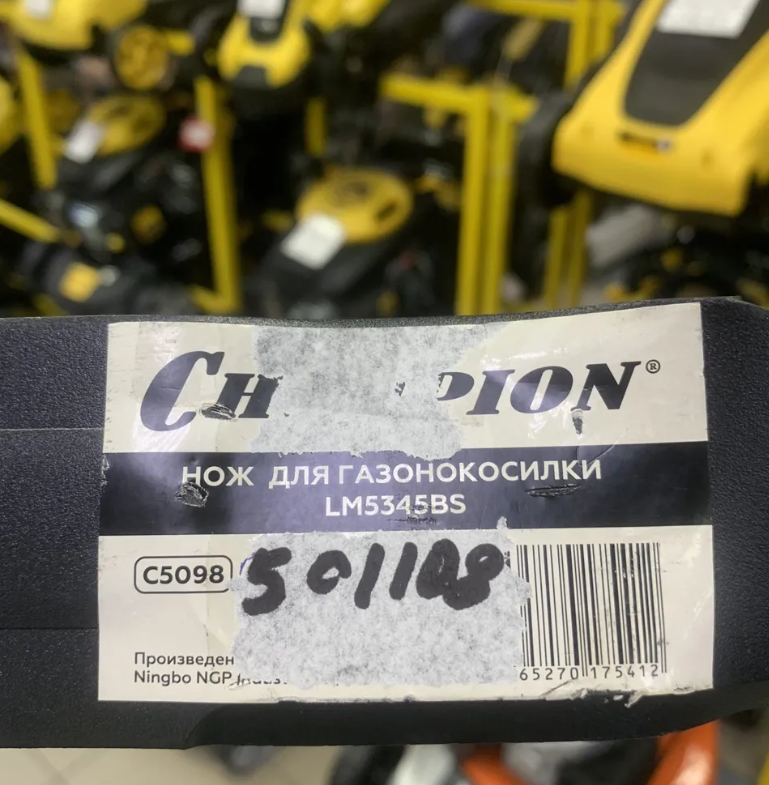 CH PION®
НОЖ ДЛЯ ГАЗОНОКОСИЛКИ
LM5345BS
C5098
501108
Произведен
Ningbo NGP
65270 175412